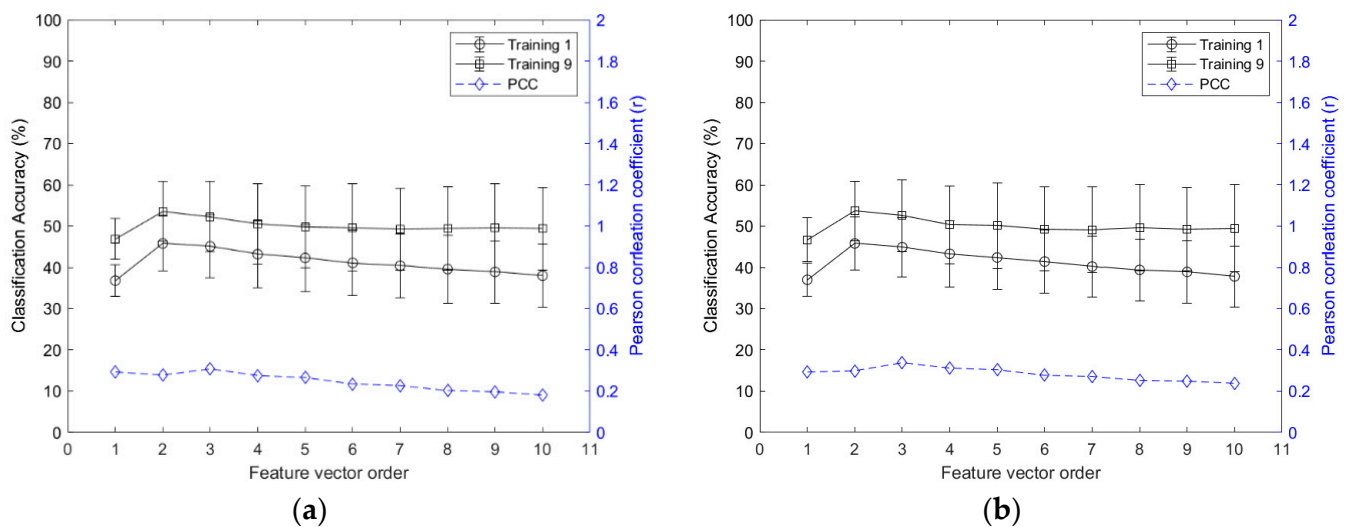 100
90
80
70
60
50
40
30
20
10
0
Classification Accuracy (%)
2
1.8
1.6
1.4
1.2
1
0.8
0.6
0.4
0.2
0
Pearson corrleation coefficient (r)
Training 1
Training 9
PCC
0 1 2 3 4 5 6 7 8 9 10 11
Feature vector order
(a)
100
90
80
70
60
50
40
30
20
10
0
Classification Accuracy (%)
2
1.8
1.6
1.4
1.2
1
0.8
0.6
0.4
0.2
0
Pearson corrleation coefficient (r)
Training 1
Training 9
PCC
0 1 2 3 4 5 6 7 8 9 10 11
Feature vector order
(b)